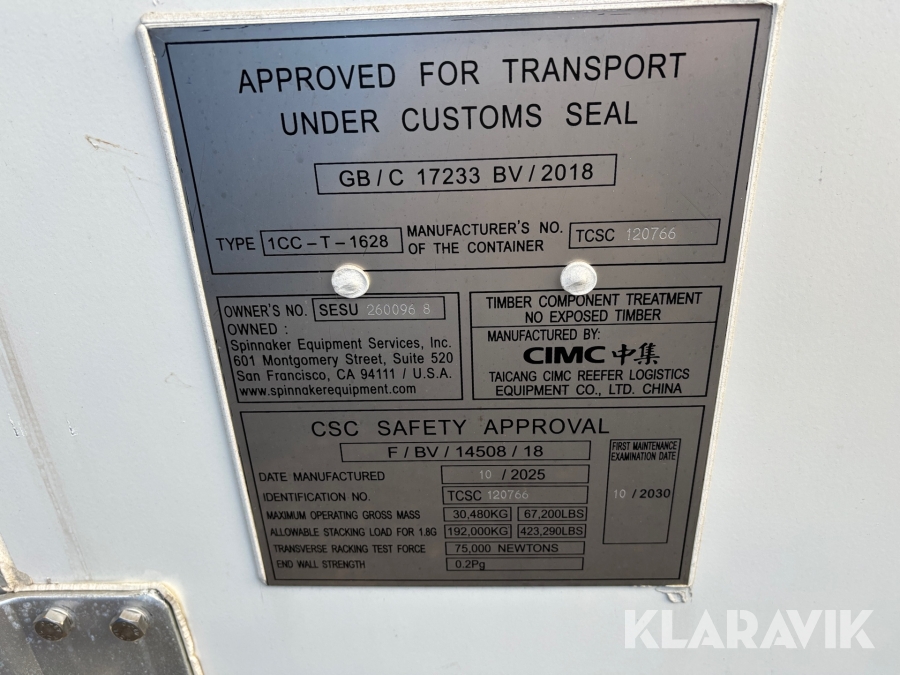 APPROVED FOR TRANSPORT
UNDER CUSTOMS SEAL
GB/C 17233 BV/2018
TYPE 1CC-T-1628 MANUFACTURER'S NO. OF THE CONTAINER TCSC 120766
OWNER'S NO. SESU 260096 8
OWNED :
Spinnaker Equipment Services, Inc.
601 Montgomery Street, Suite 520
San Francisco, CA 94111 / U.S.A.
www.spinnakerequipment.com
TIMBER COMPONENT TREATMENT
NO EXPOSED TIMBER
MANUFACTURED BY:
CIMC 中集
TAICANG CIMC REEFER LOGISTICS
EQUIPMENT CO., LTD. CHINA
CSC SAFETY APPROVAL
F/BV/14508/18
DATE MANUFACTURED 10 / 2025
IDENTIFICATION NO. TCSC 120766
MAXIMUM OPERATING GROSS MASS 30,480KG 67,200LBS
ALLOWABLE STACKING LOAD FOR 1.8G 192,000KG 423,290LBS
TRANSVERSE RACKING TEST FORCE 75,000 NEWTONS
END WALL STRENGTH 0.2Pg
FIRST MAINTENANCE
EXAMINATION DATE
10 / 2030
KLARAVIK